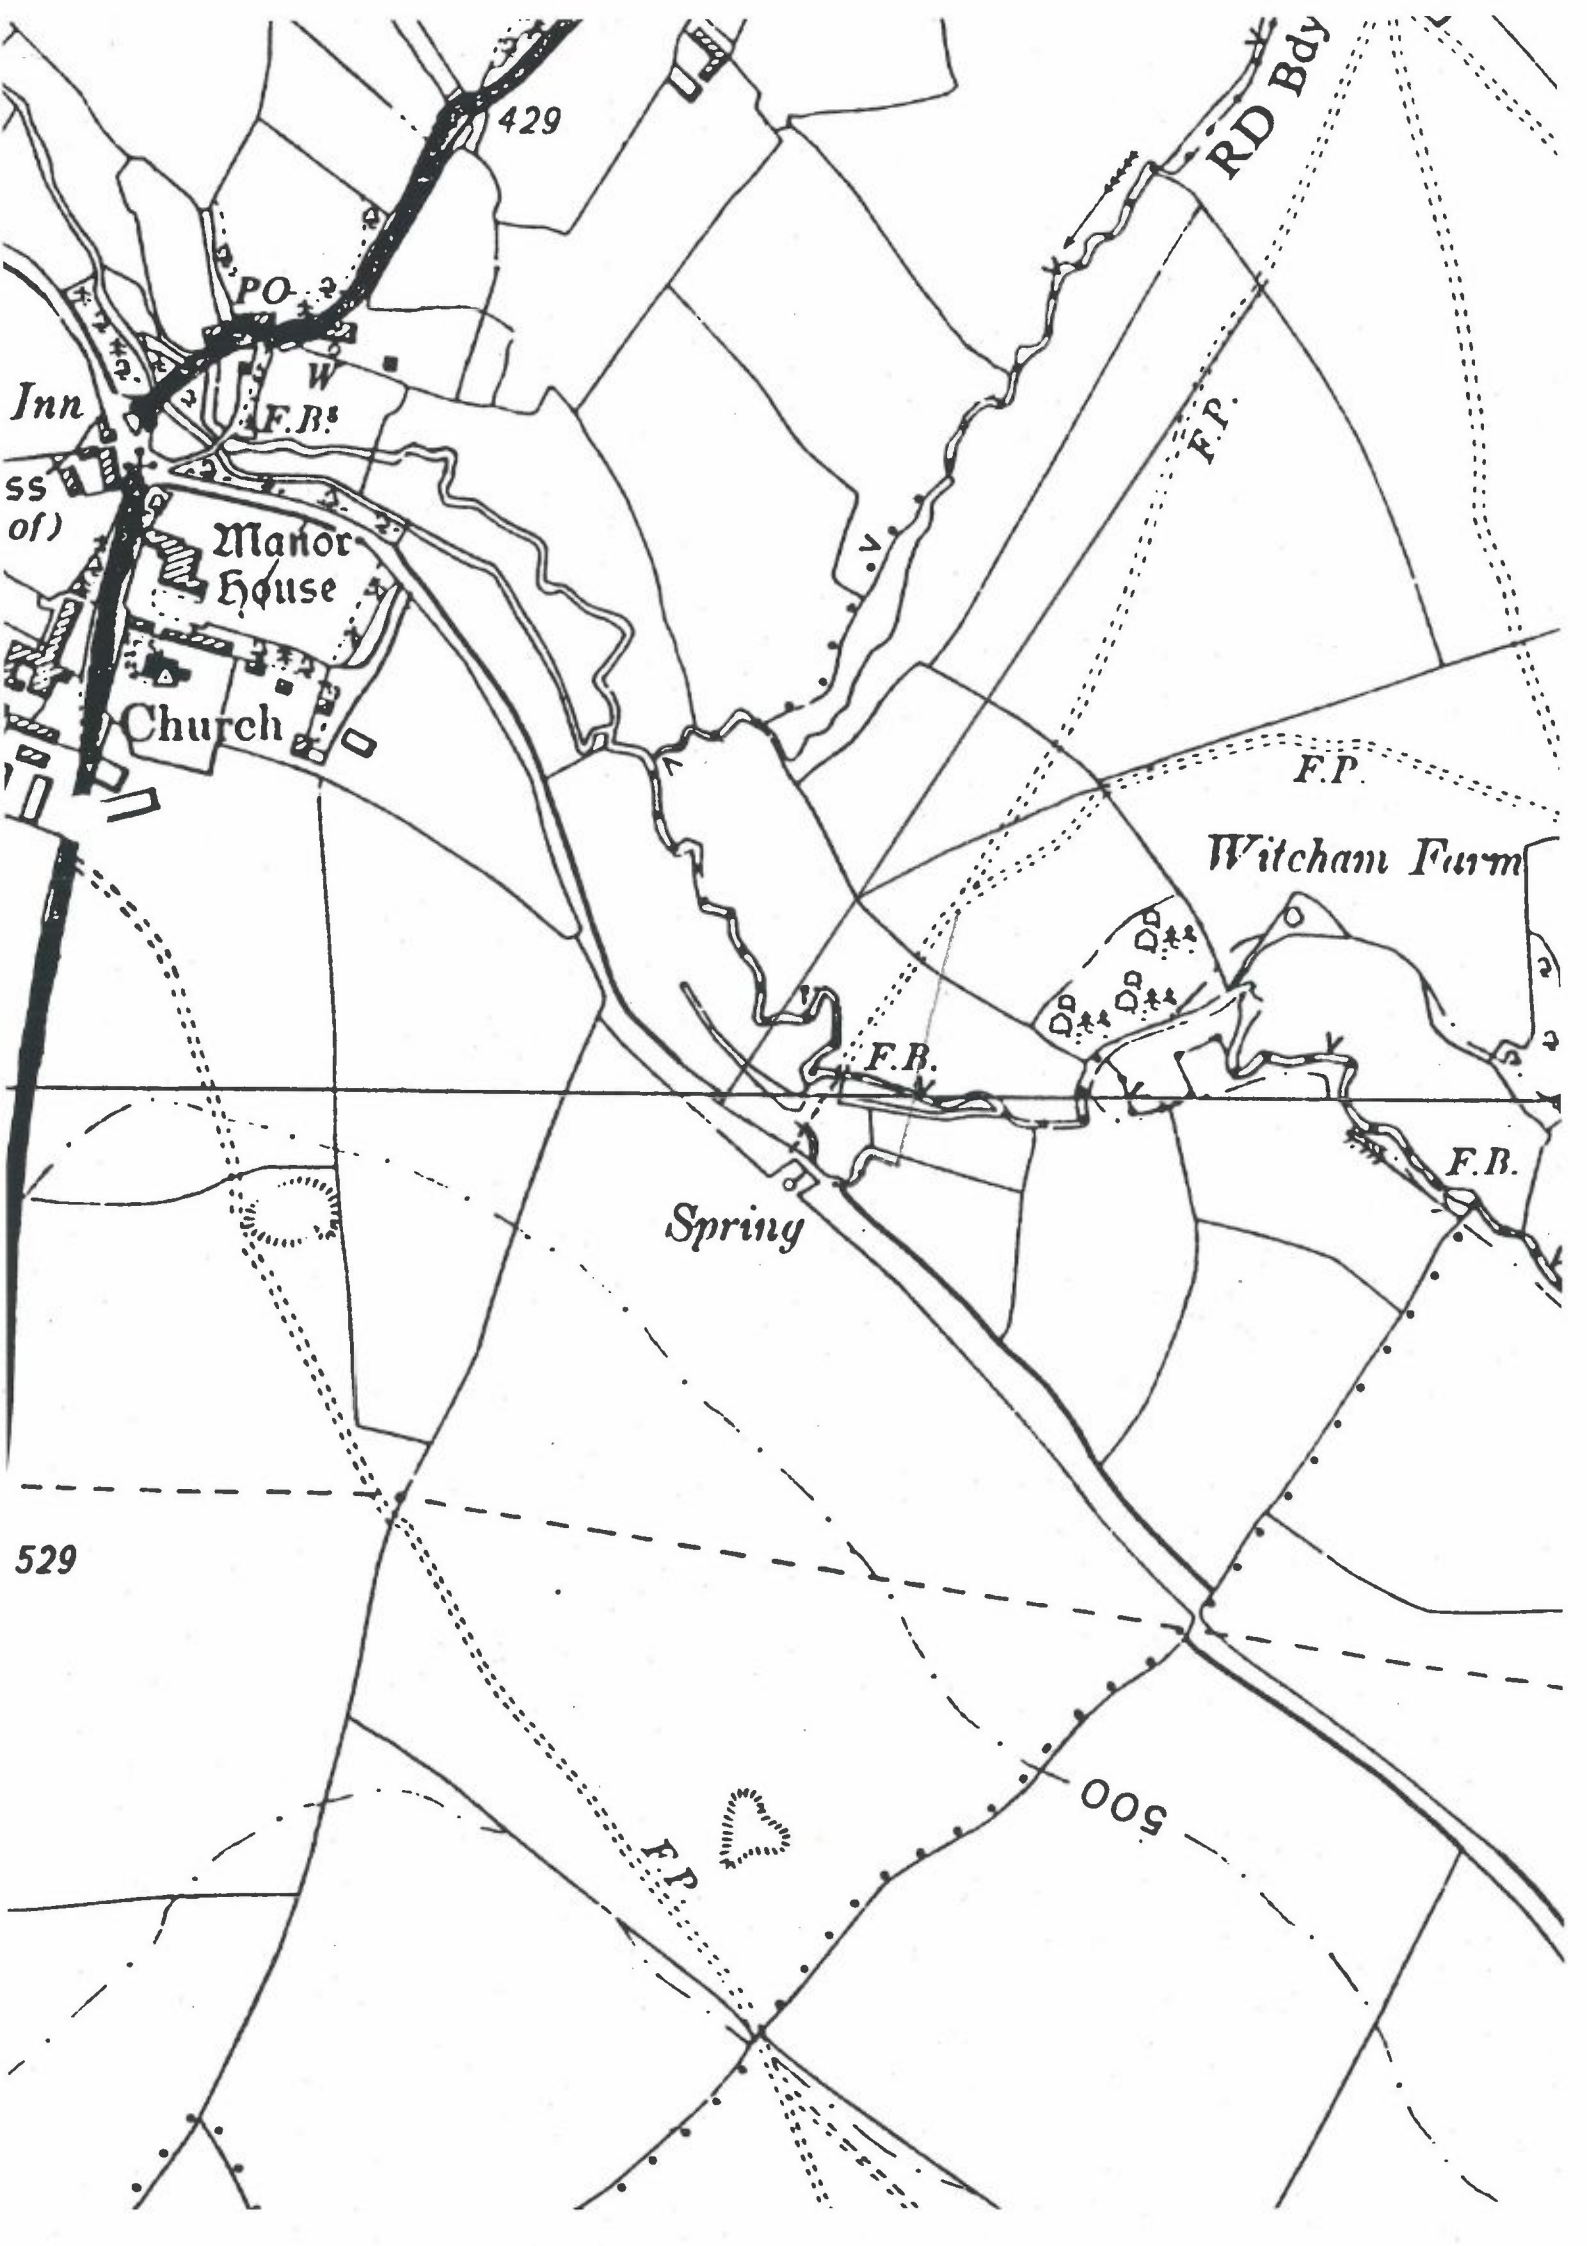 429
RD Bdy
PO
W
Inn
F.B.s
F.P.
ss
of)
Manor
House
Church
F.P.
Witcham Farm
F.B.
F.B.
Spring
529
500
F.P.